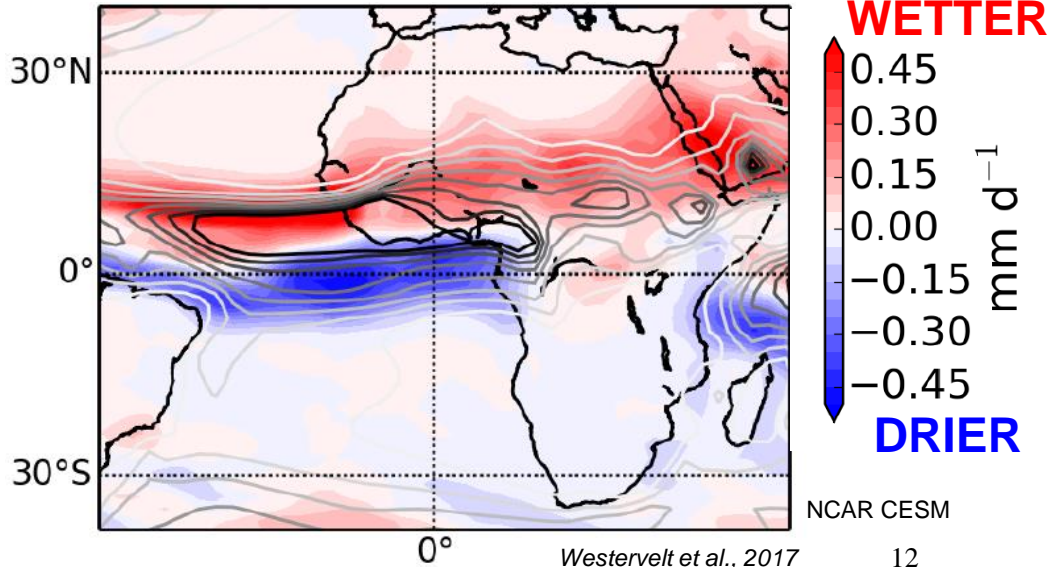 WETTER
30°N
0°
30°S
0°
0.45
0.30
0.15
0.00
−0.15
−0.30
−0.45
mm d⁻¹
DRIER
NCAR CESM
Westervelt et al., 2017
12